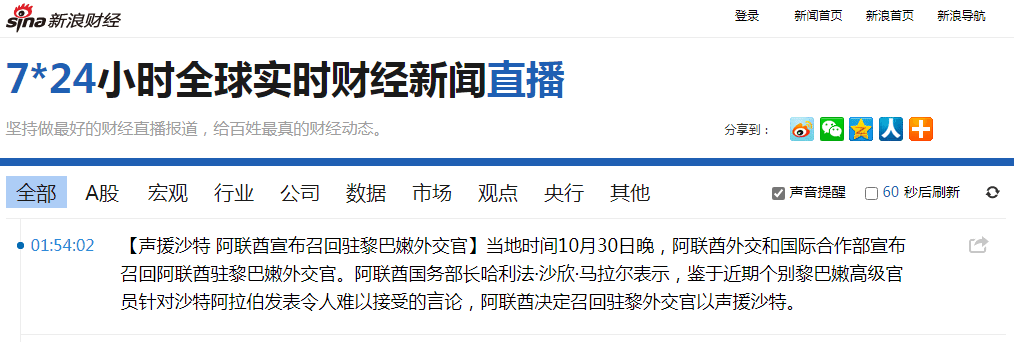 sina新浪财经
登录 新闻首页 新浪首页 新浪导航
7*24小时全球实时财经新闻直播
坚持做最好的财经直播报道，给百姓最真的财经动态。
分享到：
全部 A股 宏观 行业 公司 数据 市场 观点 央行 其他
声音提醒 60 秒后刷新
01:54:02
【声援沙特 阿联酋宣布召回驻黎巴嫩外交官】当地时间10月30日晚，阿联酋外交和国际合作部宣布
召回阿联酋驻黎巴嫩外交官。阿联酋国务部长哈利法·沙欣·马拉尔表示，鉴于近期个别黎巴嫩高级官
员针对沙特阿拉伯发表令人难以接受的言论，阿联酋决定召回驻黎外交官以声援沙特。